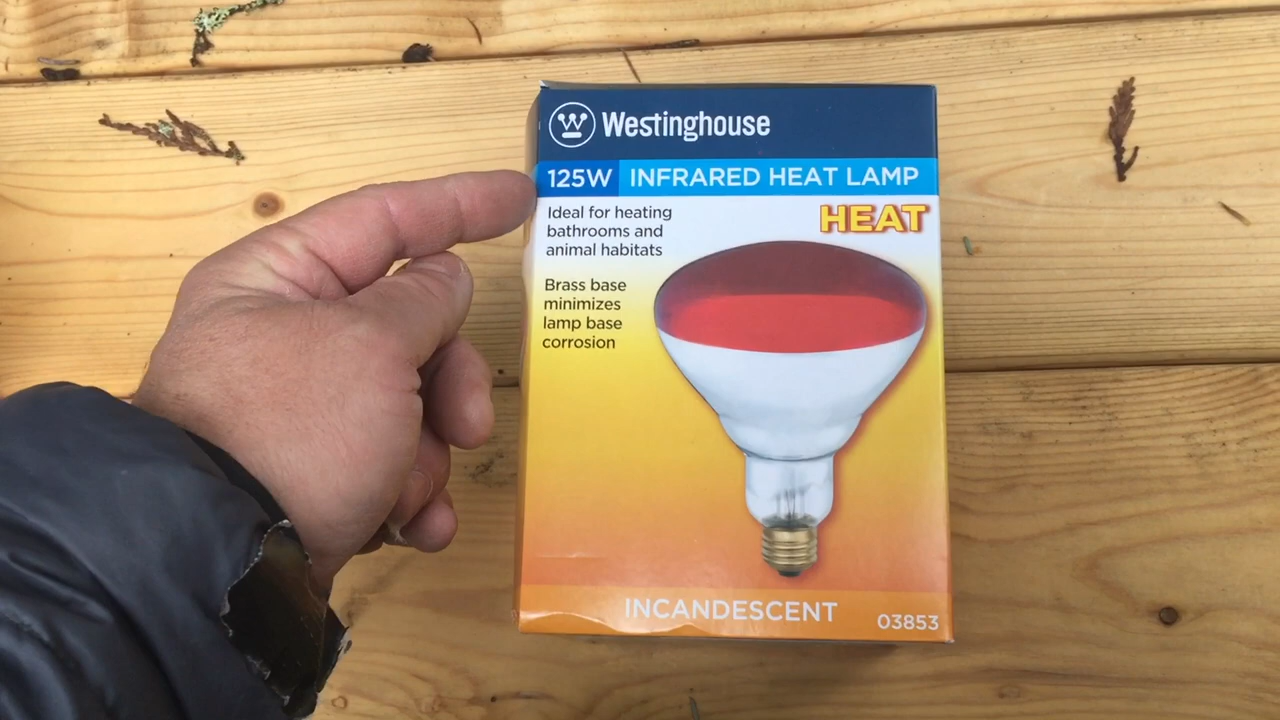 Westinghouse
125W INFRARED HEAT LAMP
Ideal for heating
bathrooms and
animal habitats
HEAT
Brass base
minimizes
lamp base
corrosion
INCANDESCENT
03853